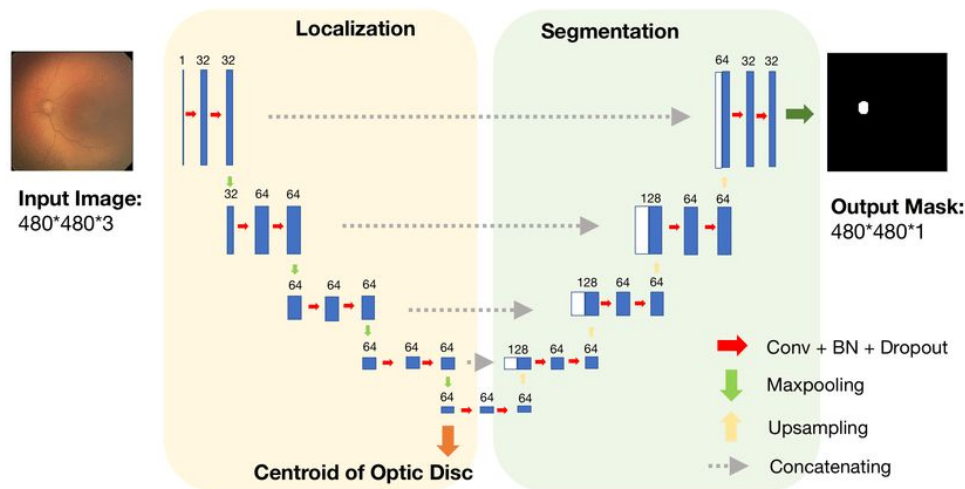 Localization
Segmentation
1 32 32
64 32 32
Input Image:
480*480*3
Output Mask:
480*480*1
32 64 64
128 64 64
64 64 64
128 64 64
64 64 64
128 64 64
64 64 64
Centroid of Optic Disc
Conv + BN + Dropout
Maxpooling
Upsampling
Concatenating